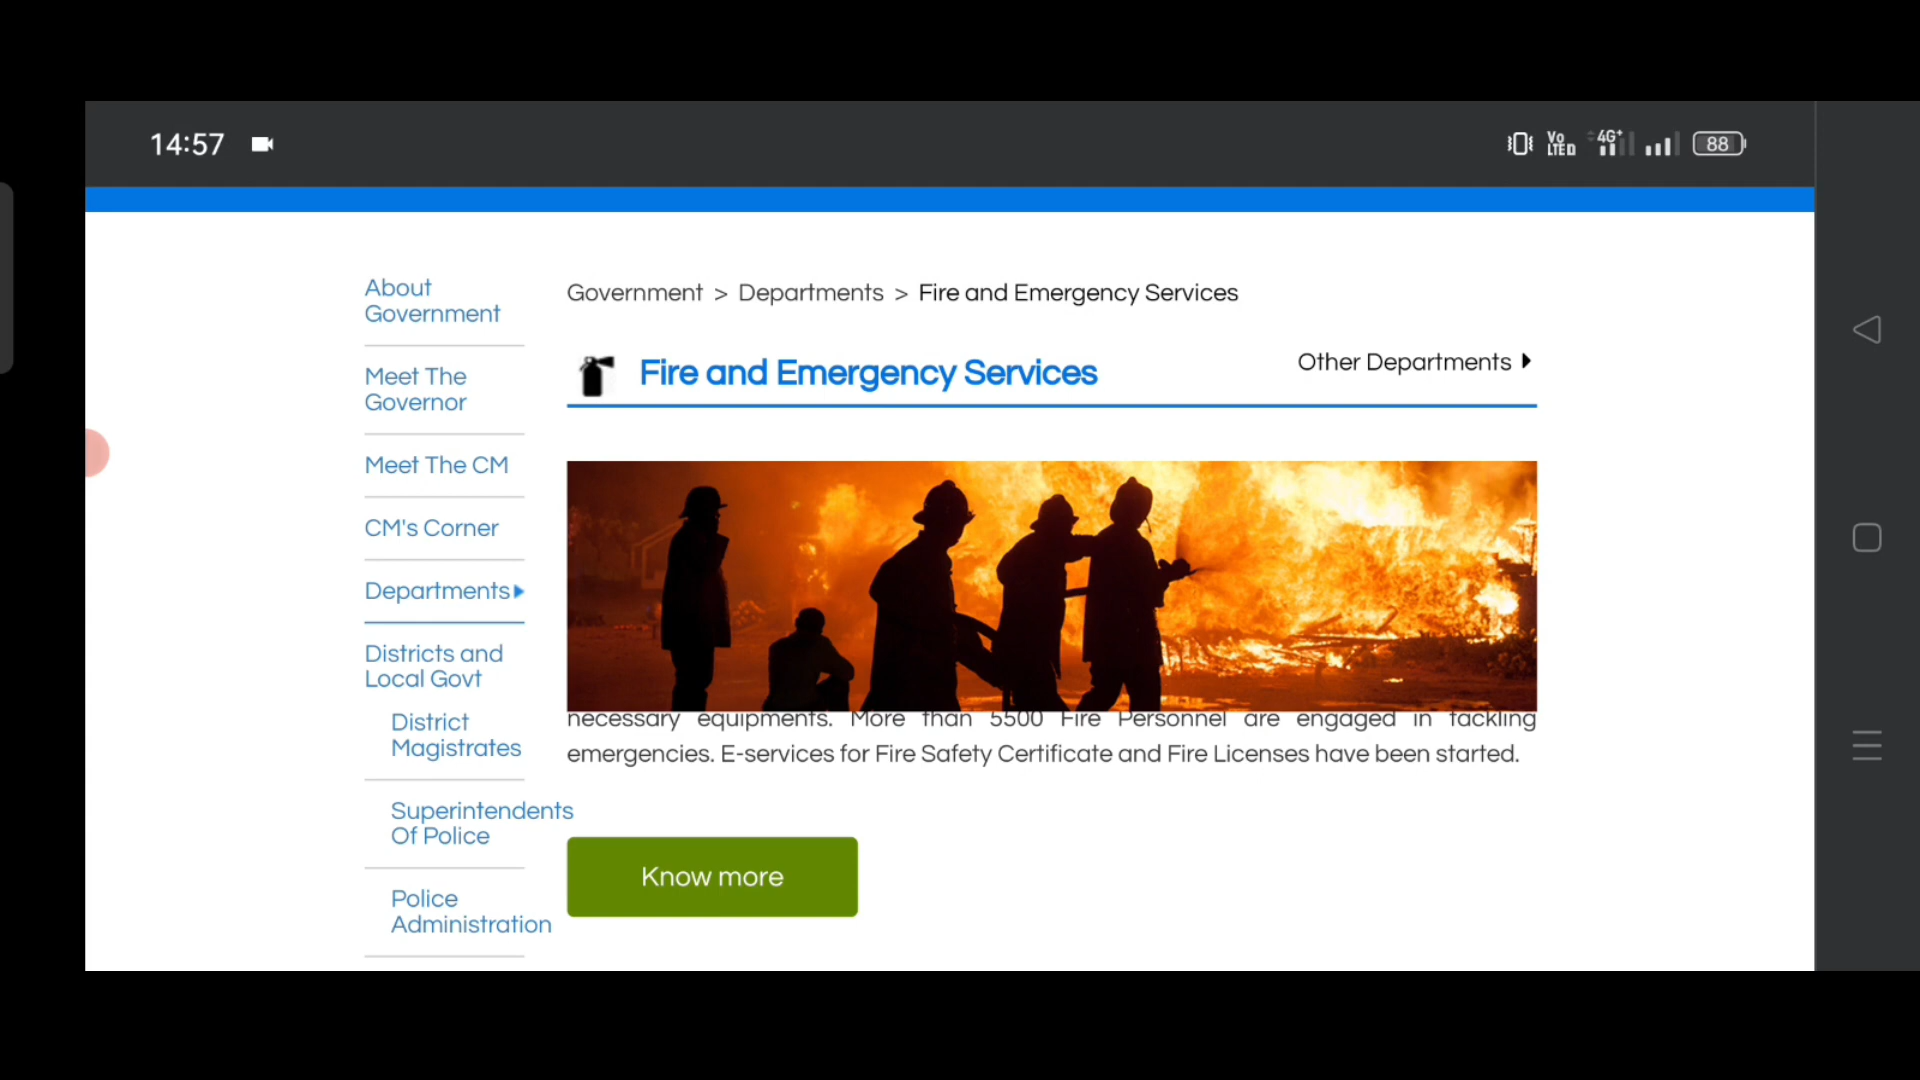 14:57
Vo
LTE
4G+
88
About
Government
Meet The
Governor
Meet The CM
CM's Corner
Departments
Districts and
Local Govt
District
Magistrates
Superintendents
Of Police
Police
Administration
Government > Departments > Fire and Emergency Services
Fire and Emergency Services
Other Departments
necessary equipments. More than 5500 Fire Personnel are engaged in tackling
emergencies. E-services for Fire Safety Certificate and Fire Licenses have been started.
Know more